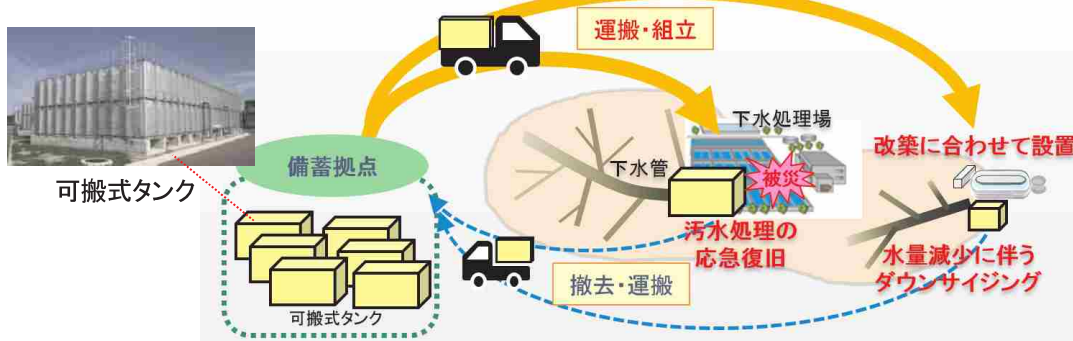 運搬・組立
下水処理場
改築に合わせて設置
備蓄拠点
下水管
被災
可搬式タンク
汚水処理の
応急復旧
水量減少に伴う
ダウンサイジング
撤去・運搬
可搬式タンク